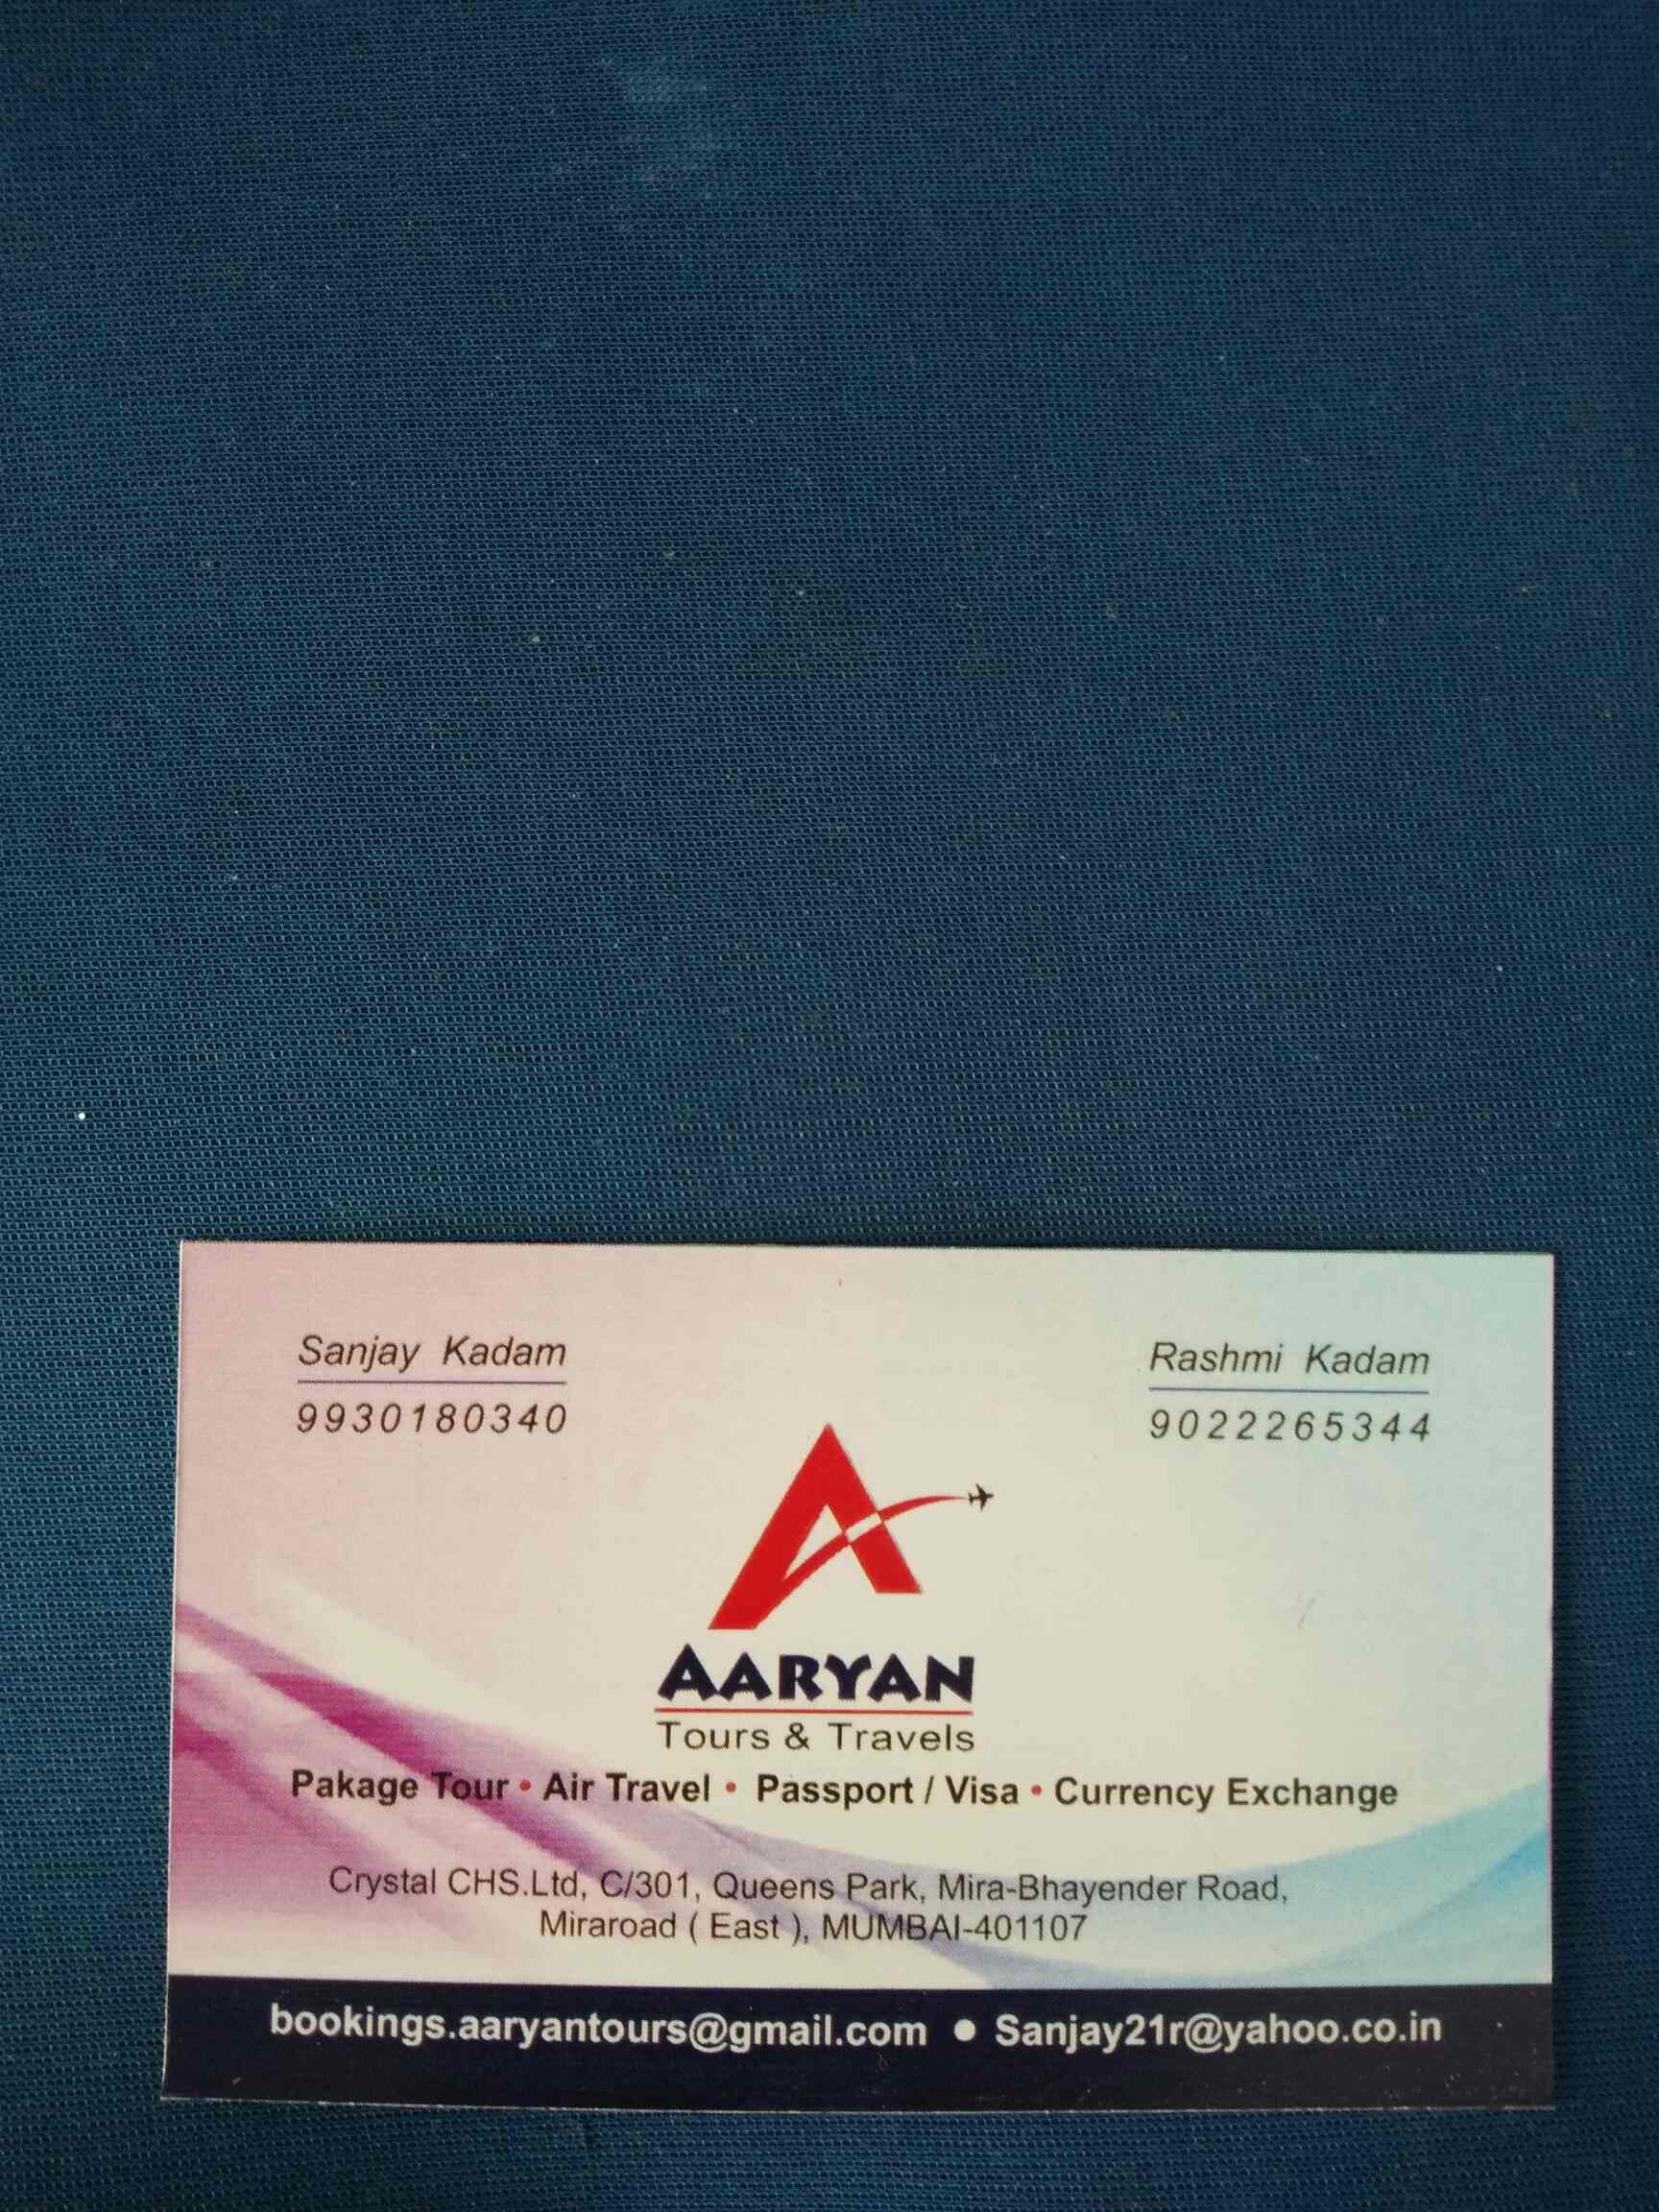 Sanjay Kadam
9930180340
Rashmi Kadam
9022265344
AARYAN
Tours & Travels
Pakage Tour • Air Travel • Passport / Visa • Currency Exchange
Crystal CHS.Ltd, C/301, Queens Park, Mira-Bhayender Road,
Miraroad ( East ), MUMBAI-401107
bookings.aaryantours@gmail.com • Sanjay21r@yahoo.co.in